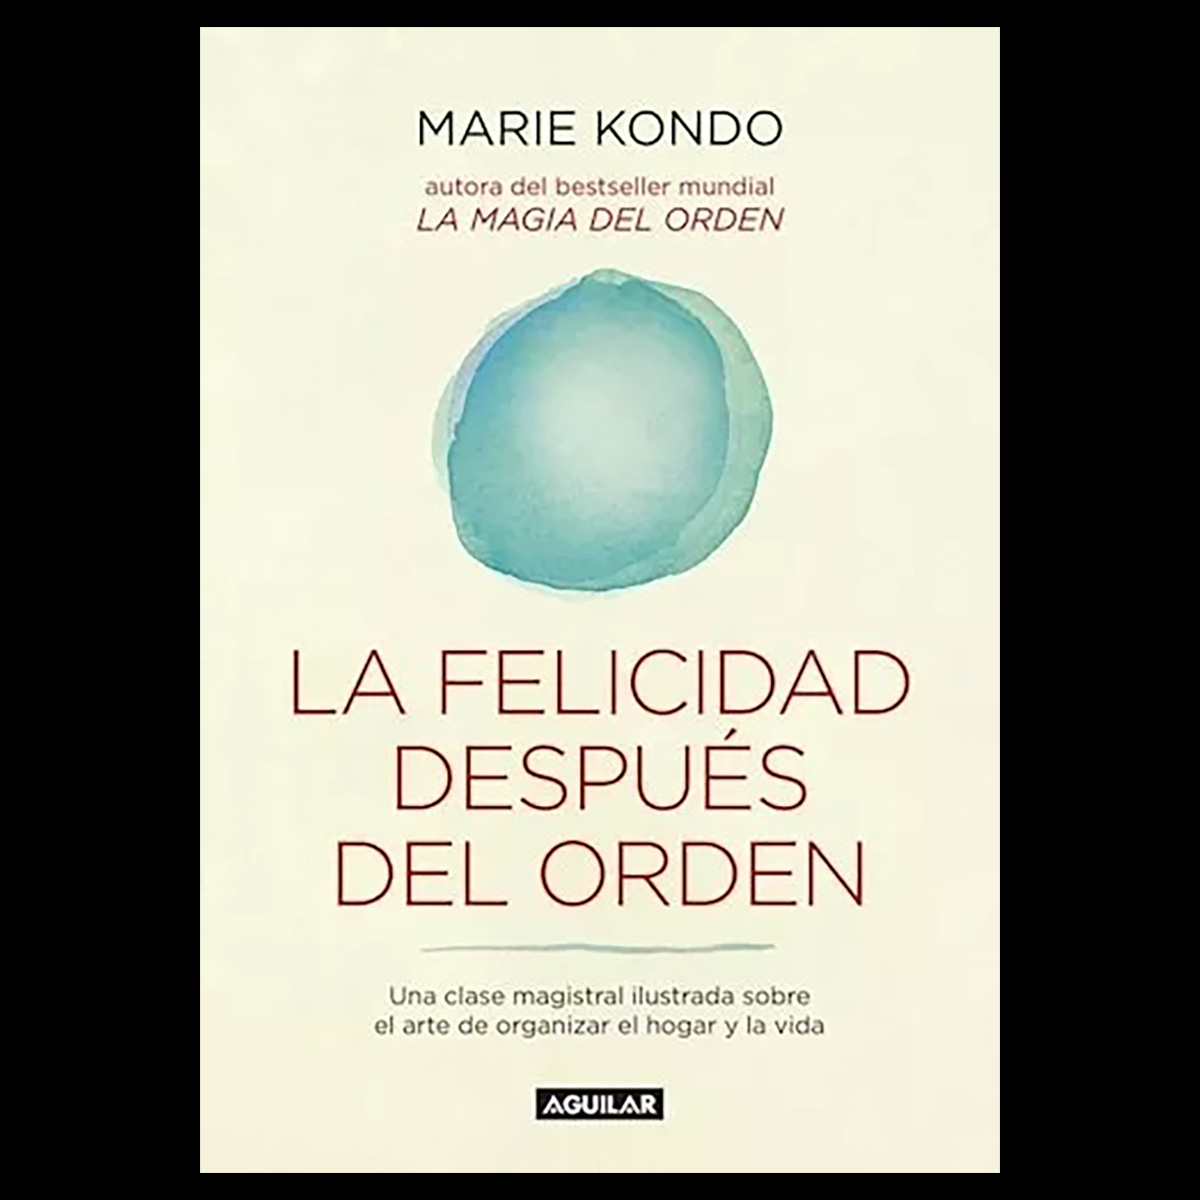 MARIE KONDO
autora del bestseller mundial
LA MAGIA DEL ORDEN
LA FELICIDAD
DESPUÉS
DEL ORDEN
Una clase magistral ilustrada sobre
el arte de organizar el hogar y la vida
AGUILAR